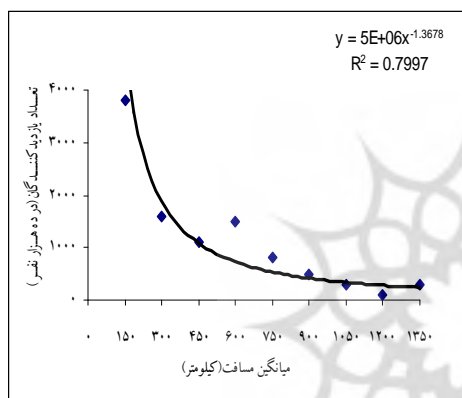 y = 5E+06x^-1.3678
R² = 0.7997
تعداد بازدیدکنندگان(در ده هزار نفر)
۴۰۰۰
۳۰۰۰
۲۰۰۰
۱۰۰۰
۰
۰ ۱۵۰ ۳۰۰ ۴۵۰ ۶۰۰ ۷۵۰ ۹۰۰ ۱۰۵۰ ۱۲۰۰ ۱۳۵۰
میانگین مسافت(کیلومتر)